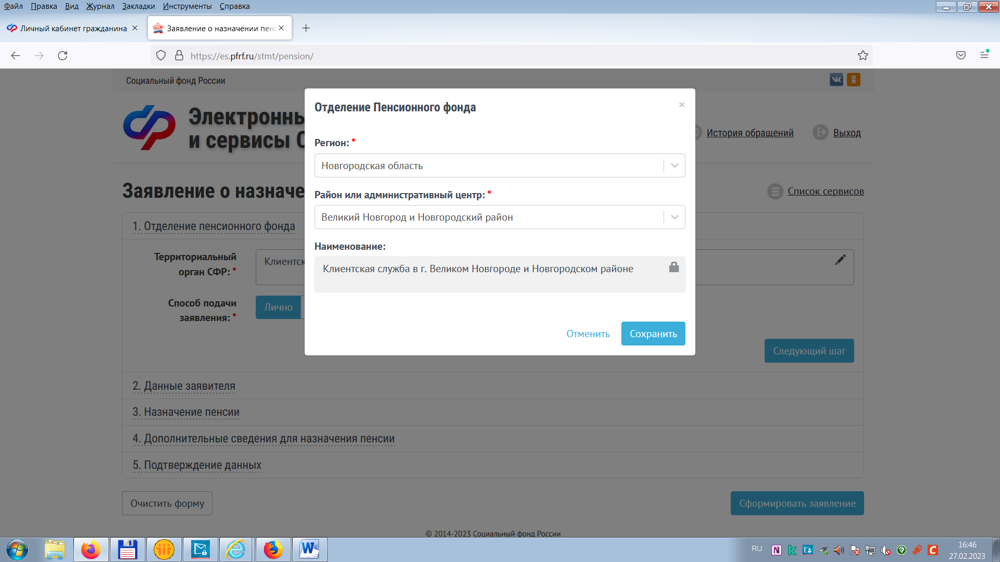 Файл Правка Вид Журнал Закладки Инструменты Справка
Личный кабинет гражданина
Заявление о назначении пенс
https://es.pfrf.ru/stmt/pension/
Социальный фонд России
Электронны
и сервисы С
История обращений
Выход
Заявление о назначе
Список сервисов
1. Отделение пенсионного фонда
Территориальный
орган СФР: *
Клиентск
Способ подачи
заявления: *
Лично
Следующий шаг
2. Данные заявителя
3. Назначение пенсии
4. Дополнительные сведения для назначения пенсии
5. Подтверждение данных
Очистить форму
Сформировать заявление
© 2014-2023 Социальный фонд России
Отделение Пенсионного фонда
×
Регион: *
Новгородская область
Район или административный центр: *
Великий Новгород и Новгородский район
Наименование:
Клиентская служба в г. Великом Новгороде и Новгородском районе
Отменить
Сохранить
RU
16:46
27.02.2023